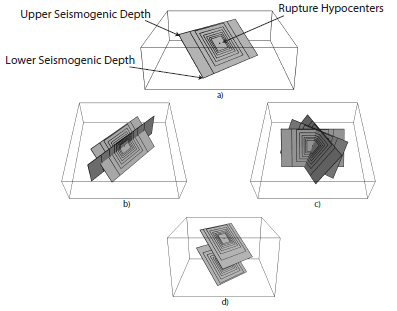 Upper Seismogenic Depth
Rupture Hypocenters
Lower Seismogenic Depth
a)
b)
c)
d)